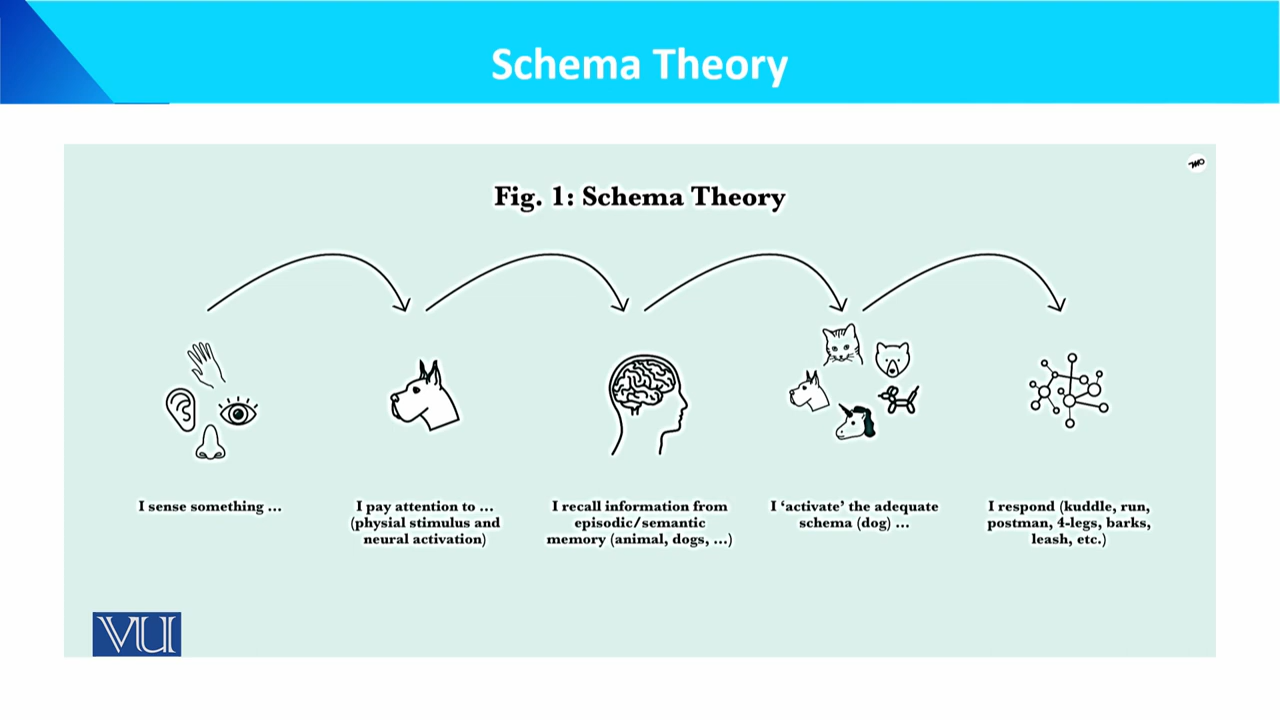 Schema Theory
Fig. 1: Schema Theory
I sense something ...
I pay attention to ...
(physial stimulus and
neural activation)
I recall information from
episodic/semantic
memory (animal, dogs, ...)
I ‘activate’ the adequate
schema (dog) ...
I respond (kuddle, run,
postman, 4-legs, barks,
leash, etc.)
VU